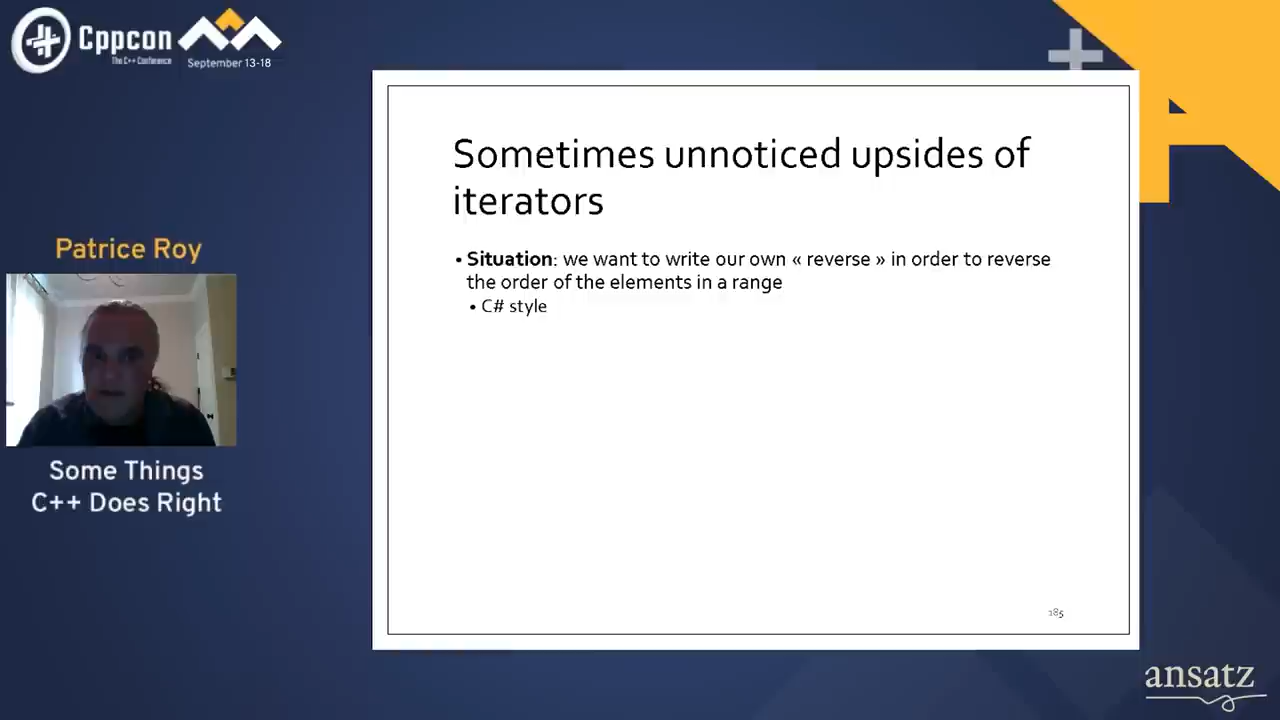 Cppcon
The C++ Conference
September 13-18
Patrice Roy
Some Things
C++ Does Right
Sometimes unnoticed upsides of
iterators
• Situation: we want to write our own « reverse » in order to reverse
the order of the elements in a range
• C# style
185
ansatz